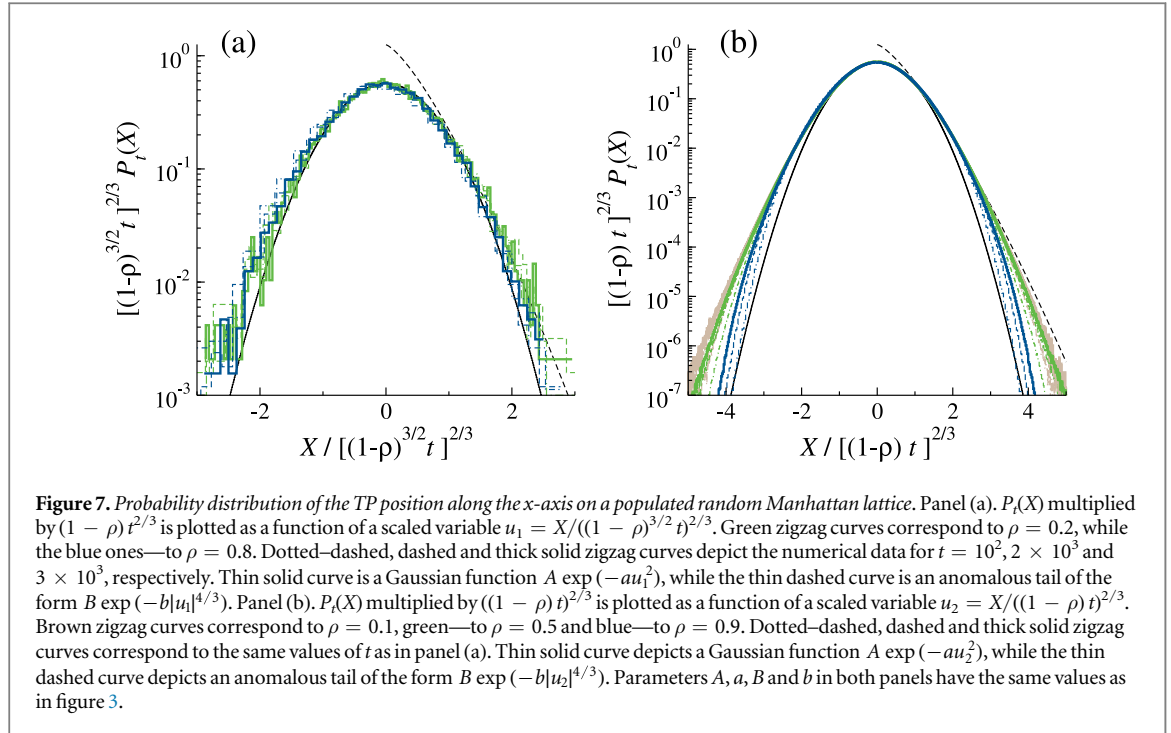 (a)
(b)
10^0
10^-1
10^-2
10^-3
[(1-ρ)^3/2 t ]^2/3 P_t(X)
-2 0 2
X / [(1-ρ)^3/2 t ]^2/3
10^0
10^-1
10^-2
10^-3
10^-4
10^-5
10^-6
10^-7
[(1-ρ) t ]^2/3 P_t(X)
-4 -2 0 2 4
X / [(1-ρ) t ]^2/3
Figure 7. Probability distribution of the TP position along the x-axis on a populated random Manhattan lattice. Panel (a). P_t(X) multiplied
by (1 − ρ) t^2/3 is plotted as a function of a scaled variable u_1 = X/((1 − ρ)^3/2 t)^2/3. Green zigzag curves correspond to ρ = 0.2, while
the blue ones—to ρ = 0.8. Dotted–dashed, dashed and thick solid zigzag curves depict the numerical data for t = 10^2, 2 × 10^3 and
3 × 10^3, respectively. Thin solid curve is a Gaussian function A exp (−au_1^2), while the thin dashed curve is an anomalous tail of the
form B exp (−b|u_1|^4/3). Panel (b). P_t(X) multiplied by ((1 − ρ) t)^2/3 is plotted as a function of a scaled variable u_2 = X/((1 − ρ) t)^2/3.
Brown zigzag curves correspond to ρ = 0.1, green—to ρ = 0.5 and blue—to ρ = 0.9. Dotted–dashed, dashed and thick solid zigzag
curves correspond to the same values of t as in panel (a). Thin solid curve depicts a Gaussian function A exp (−au_2^2), while the thin
dashed curve depicts an anomalous tail of the form B exp (−b|u_2|^4/3). Parameters A, a, B and b in both panels have the same values as
in figure 3.